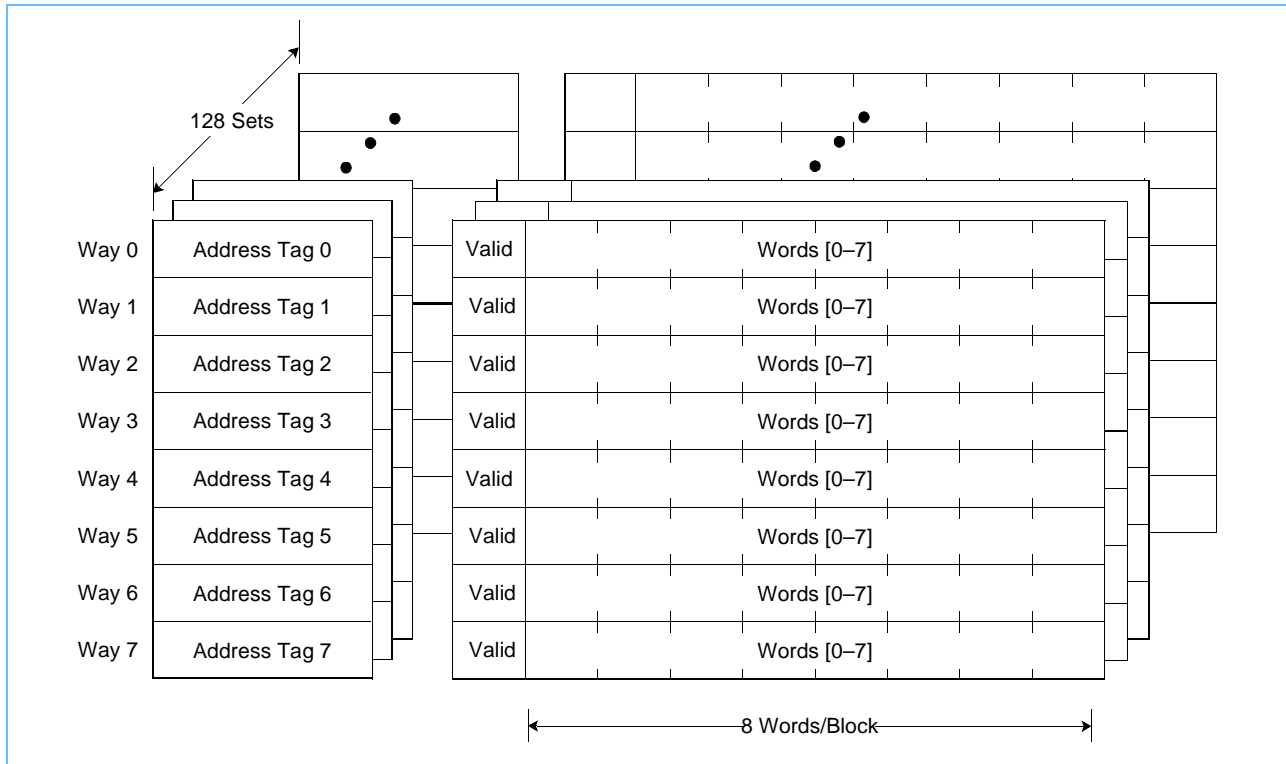 128 Sets
Way 0 Address Tag 0 Valid Words [0–7]
Way 1 Address Tag 1 Valid Words [0–7]
Way 2 Address Tag 2 Valid Words [0–7]
Way 3 Address Tag 3 Valid Words [0–7]
Way 4 Address Tag 4 Valid Words [0–7]
Way 5 Address Tag 5 Valid Words [0–7]
Way 6 Address Tag 6 Valid Words [0–7]
Way 7 Address Tag 7 Valid Words [0–7]
8 Words/Block